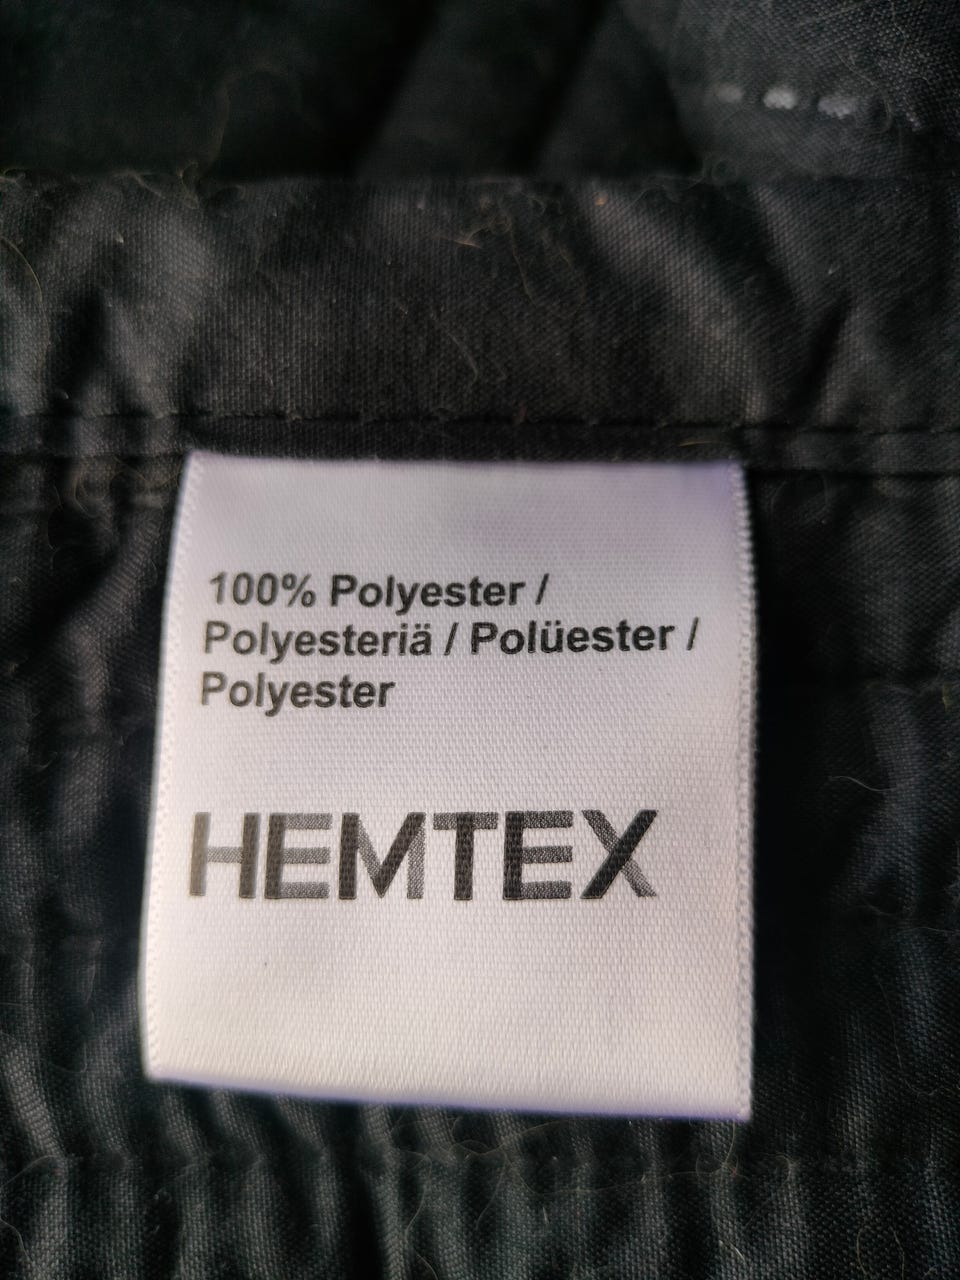 100% Polyester /
Polyesteriä / Polüester /
Polyester
HEMTEX